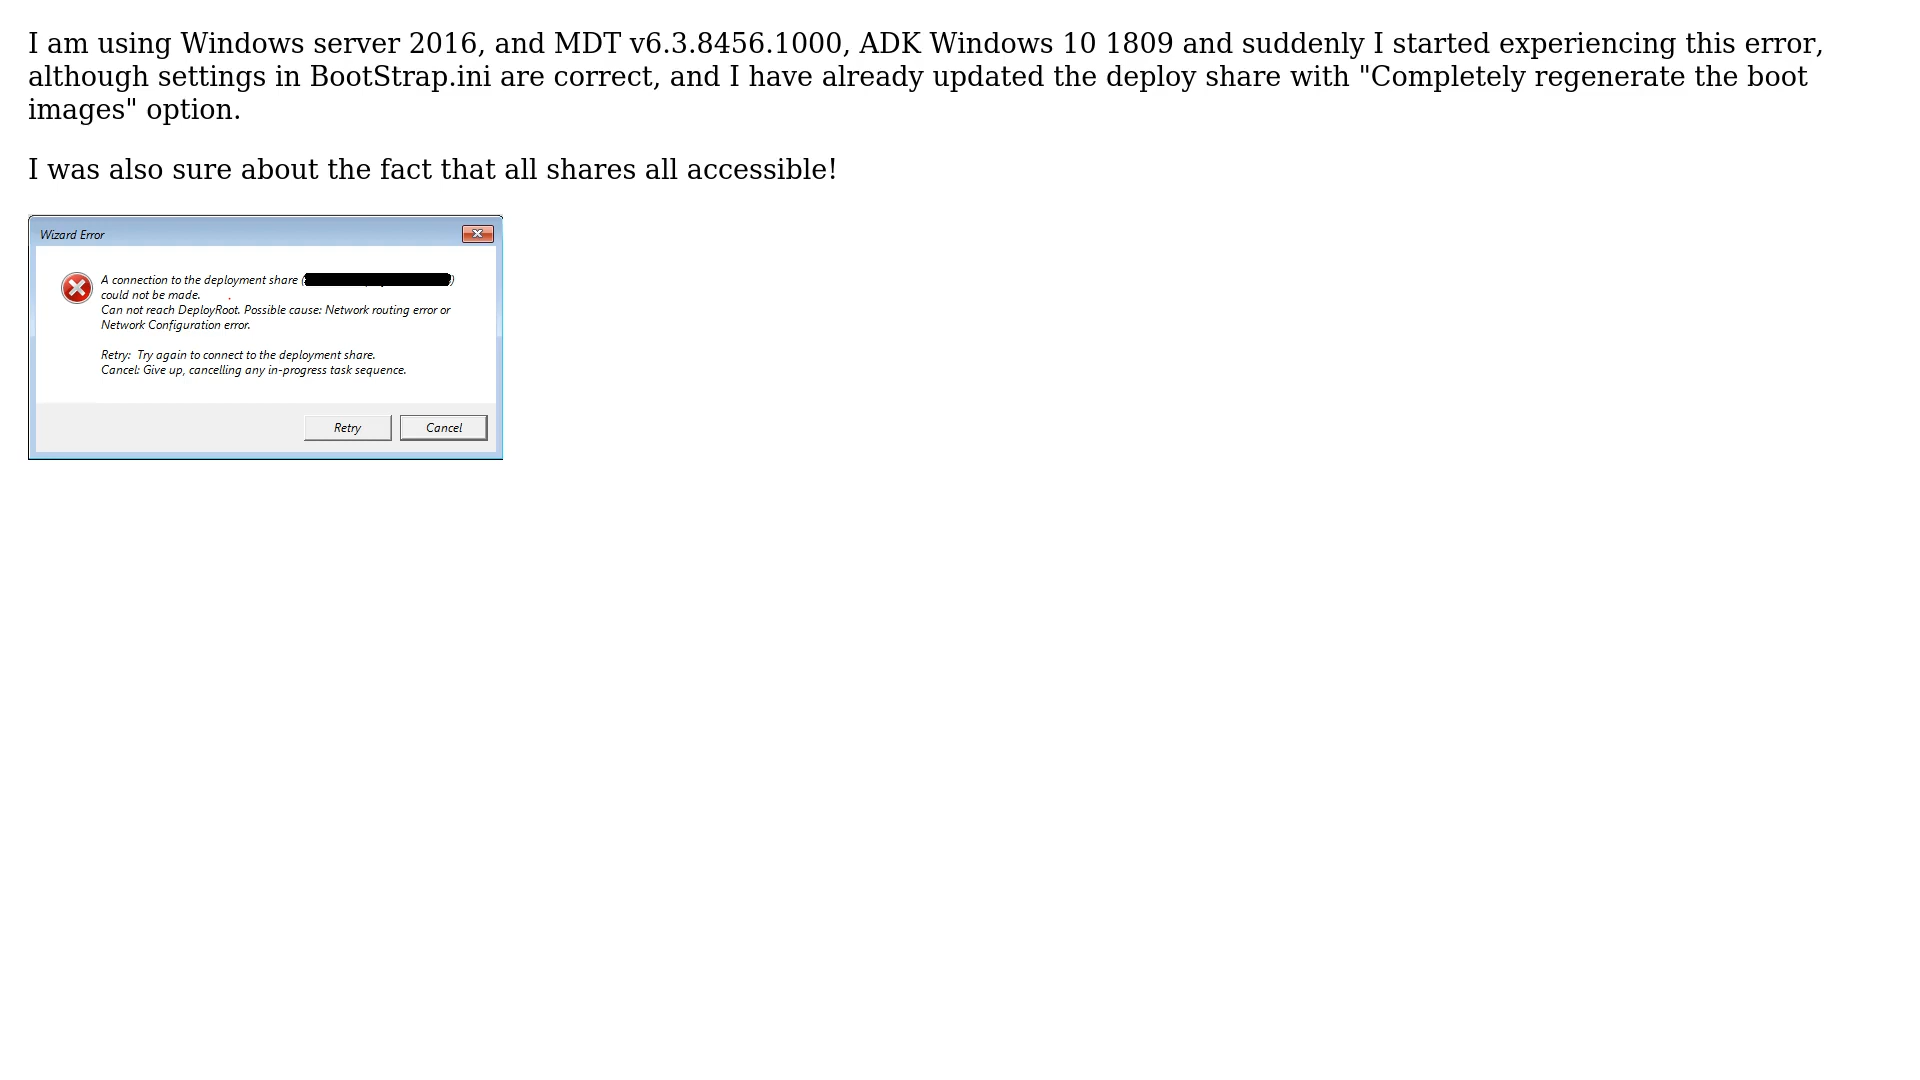 I am using Windows server 2016, and MDT v6.3.8456.1000, ADK Windows 10 1809 and suddenly I started experiencing this error,
although settings in BootStrap.ini are correct, and I have already updated the deploy share with "Completely regenerate the boot
images" option.
I was also sure about the fact that all shares all accessible!
Wizard Error
A connection to the deployment share ( )
could not be made.
Can not reach DeployRoot. Possible cause: Network routing error or
Network Configuration error.
Retry: Try again to connect to the deployment share.
Cancel: Give up, cancelling any in-progress task sequence.
Retry Cancel